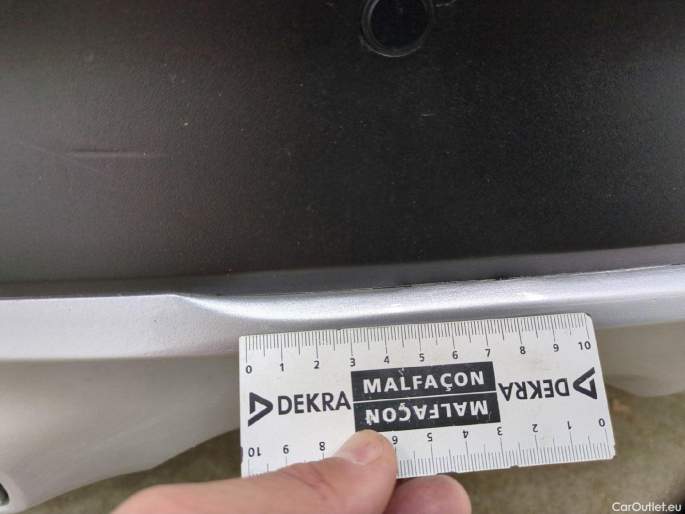 0 1 2 3 4 5 6 7 8 9 10
MALFAÇON
DEKRA
MALFAÇON
DEKRA
10 9 8 6 5 4 3 2 1 0
CarOutlet.eu